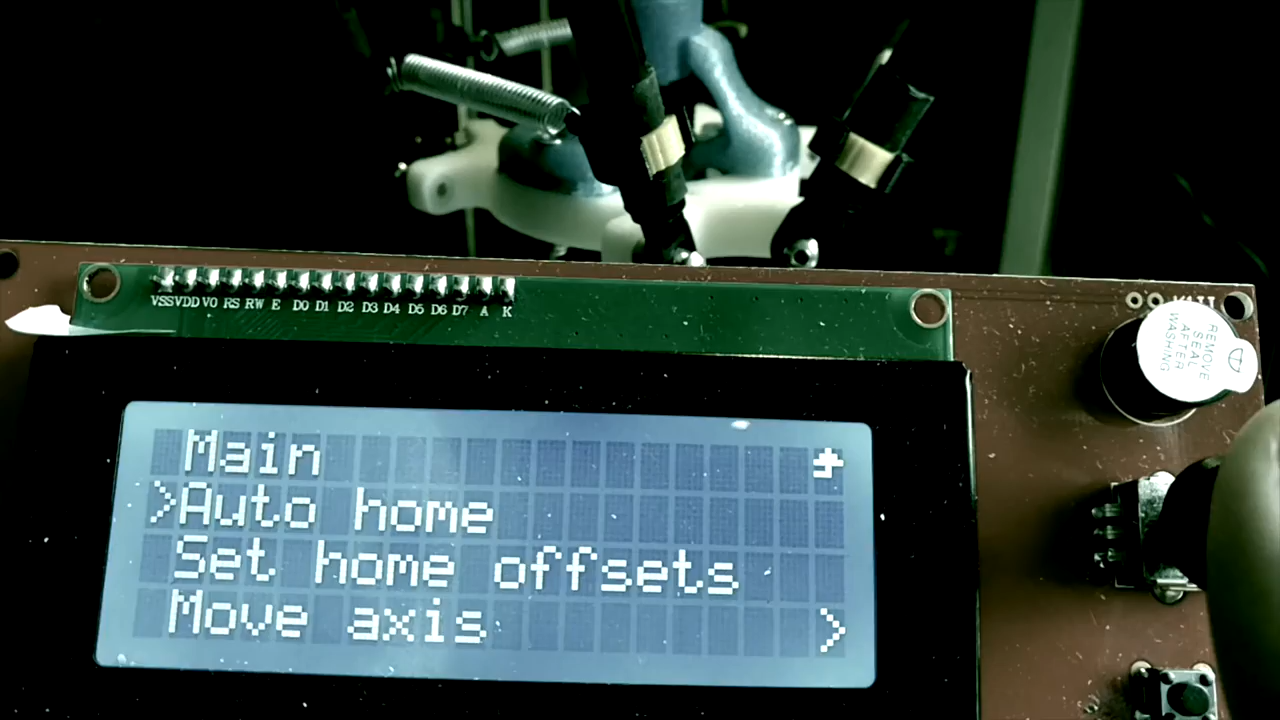 VSS VDD V0 RS RW E D0 D1 D2 D3 D4 D5 D6 D7 A K
REMOVE
SEAL
AFTER
WASHING
Main
>Auto home
Set home offsets
Move axis >